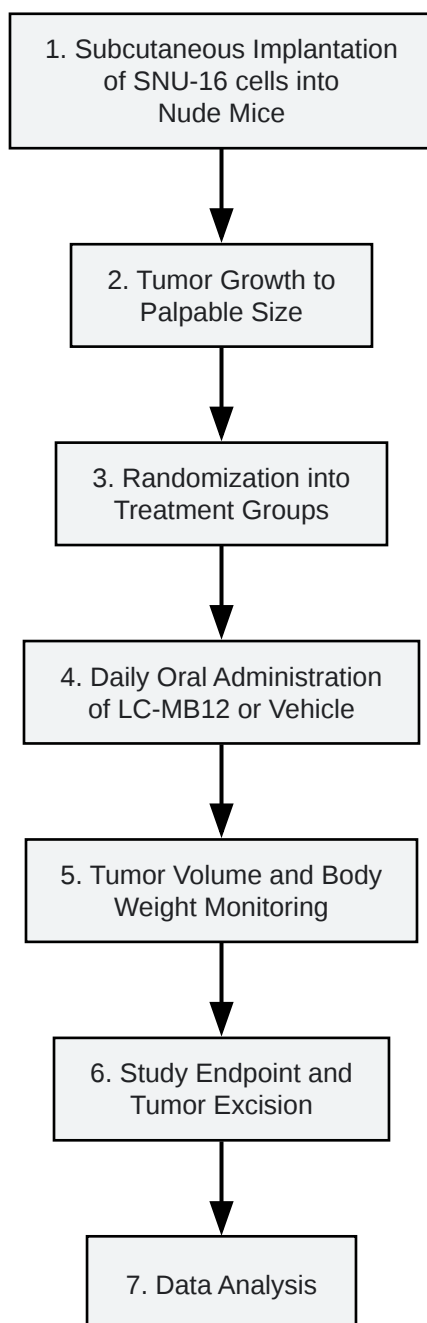 1. Subcutaneous Implantation
of SNU-16 cells into
Nude Mice
2. Tumor Growth to
Palpable Size
3. Randomization into
Treatment Groups
4. Daily Oral Administration
of LC-MB12 or Vehicle
5. Tumor Volume and Body
Weight Monitoring
6. Study Endpoint and
Tumor Excision
7. Data Analysis